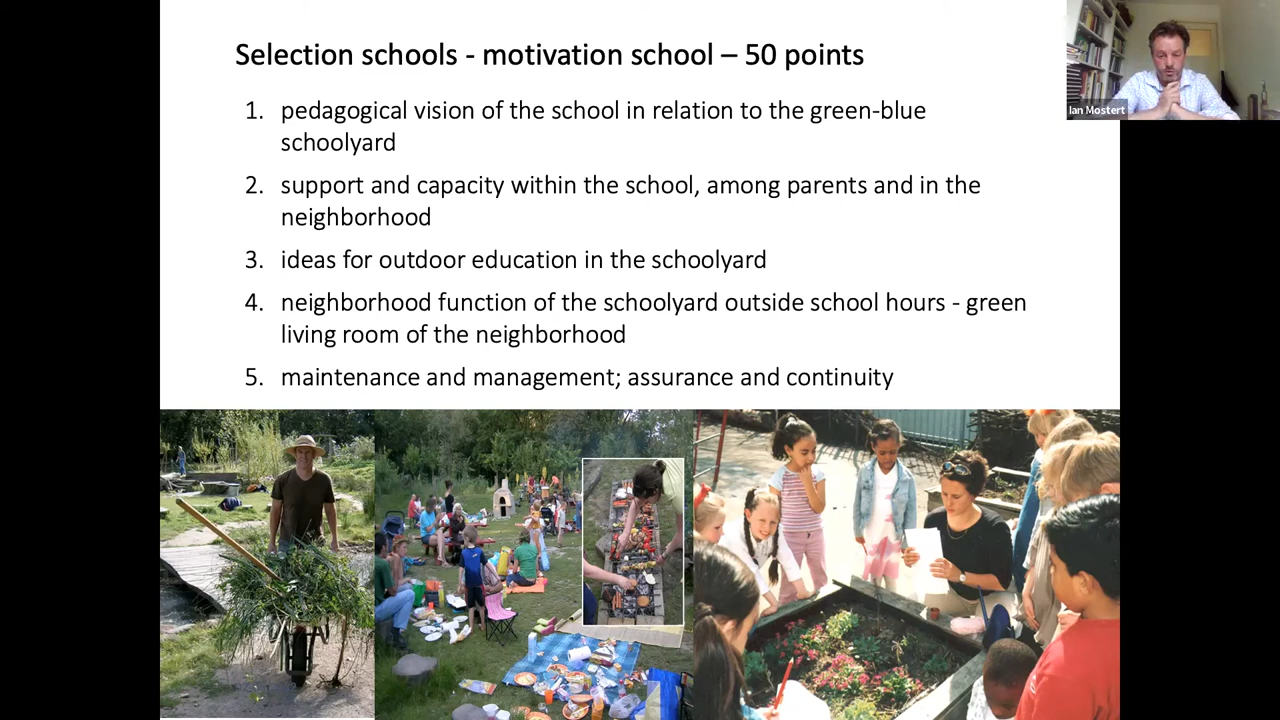 Selection schools - motivation school – 50 points
1. pedagogical vision of the school in relation to the green-blue
schoolyard
2. support and capacity within the school, among parents and in the
neighborhood
3. ideas for outdoor education in the schoolyard
4. neighborhood function of the schoolyard outside school hours - green
living room of the neighborhood
5. maintenance and management; assurance and continuity
Ian Mostert